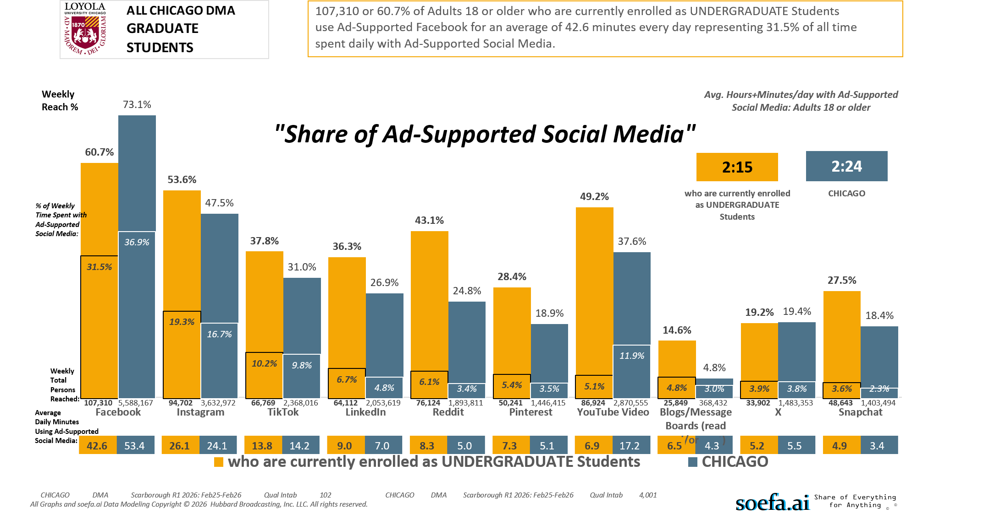 LOYOLA
UNIVERSITY CHICAGO
1870
AD • MAJOREM • DEI • GLORIAM
ALL CHICAGO DMA
GRADUATE
STUDENTS
107,310 or 60.7% of Adults 18 or older who are currently enrolled as UNDERGRADUATE Students
use Ad-Supported Facebook for an average of 42.6 minutes every day representing 31.5% of all time
spent daily with Ad-Supported Social Media.
Weekly
Reach %
Avg. Hours+Minutes/day with Ad-Supported
Social Media: Adults 18 or older
"Share of Ad-Supported Social Media"
2:15
2:24
who are currently enrolled
as UNDERGRADUATE
Students
CHICAGO
60.7% 73.1%
53.6% 47.5%
37.8% 31.0%
36.3% 26.9%
43.1% 24.8%
28.4% 18.9%
49.2% 37.6%
14.6% 4.8%
19.2% 19.4%
27.5% 18.4%
% of Weekly
Time Spent with
Ad-Supported
Social Media:
31.5% 36.9%
19.3% 16.7%
10.2% 9.8%
6.7% 4.8%
6.1% 3.4%
5.4% 3.5%
5.1% 11.9%
4.8% 3.0%
3.9% 3.8%
3.6% 2.3%
Weekly
Total
Persons
Reached:
107,310 5,588,167 94,702 3,632,972 66,769 2,368,016 64,112 2,053,619 76,124 1,893,811 50,241 1,446,415 86,924 2,870,555 25,849 368,432 33,902 1,483,353 48,643 1,403,494
Facebook Instagram TikTok LinkedIn Reddit Pinterest YouTube Video Blogs/Message X Snapchat
Boards (read
/or )
Average
Daily Minutes
Using Ad-Supported
Social Media:
42.6 53.4 26.1 24.1 13.8 14.2 9.0 7.0 8.3 5.0 7.3 5.1 6.9 17.2 6.5 4.3 5.2 5.5 4.9 3.4
who are currently enrolled as UNDERGRADUATE Students CHICAGO
CHICAGO DMA Scarborough R1 2026: Feb25-Feb26 Qual Intab 102 CHICAGO DMA Scarborough R1 2026: Feb25-Feb26 Qual Intab 4,001
All Graphs and soefa.ai Data Modeling Copyright © 2026 Hubbard Broadcasting, Inc. LLC. All rights reserved.
soefa.ai
Share of Everything
for Anything © ©